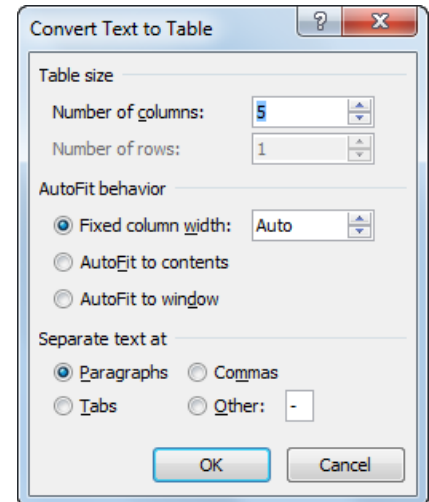 Convert Text to Table
Table size
Number of columns: 5
Number of rows: 1
AutoFit behavior
Fixed column width: Auto
AutoFit to contents
AutoFit to window
Separate text at
Paragraphs Commas
Tabs Other: -
OK Cancel